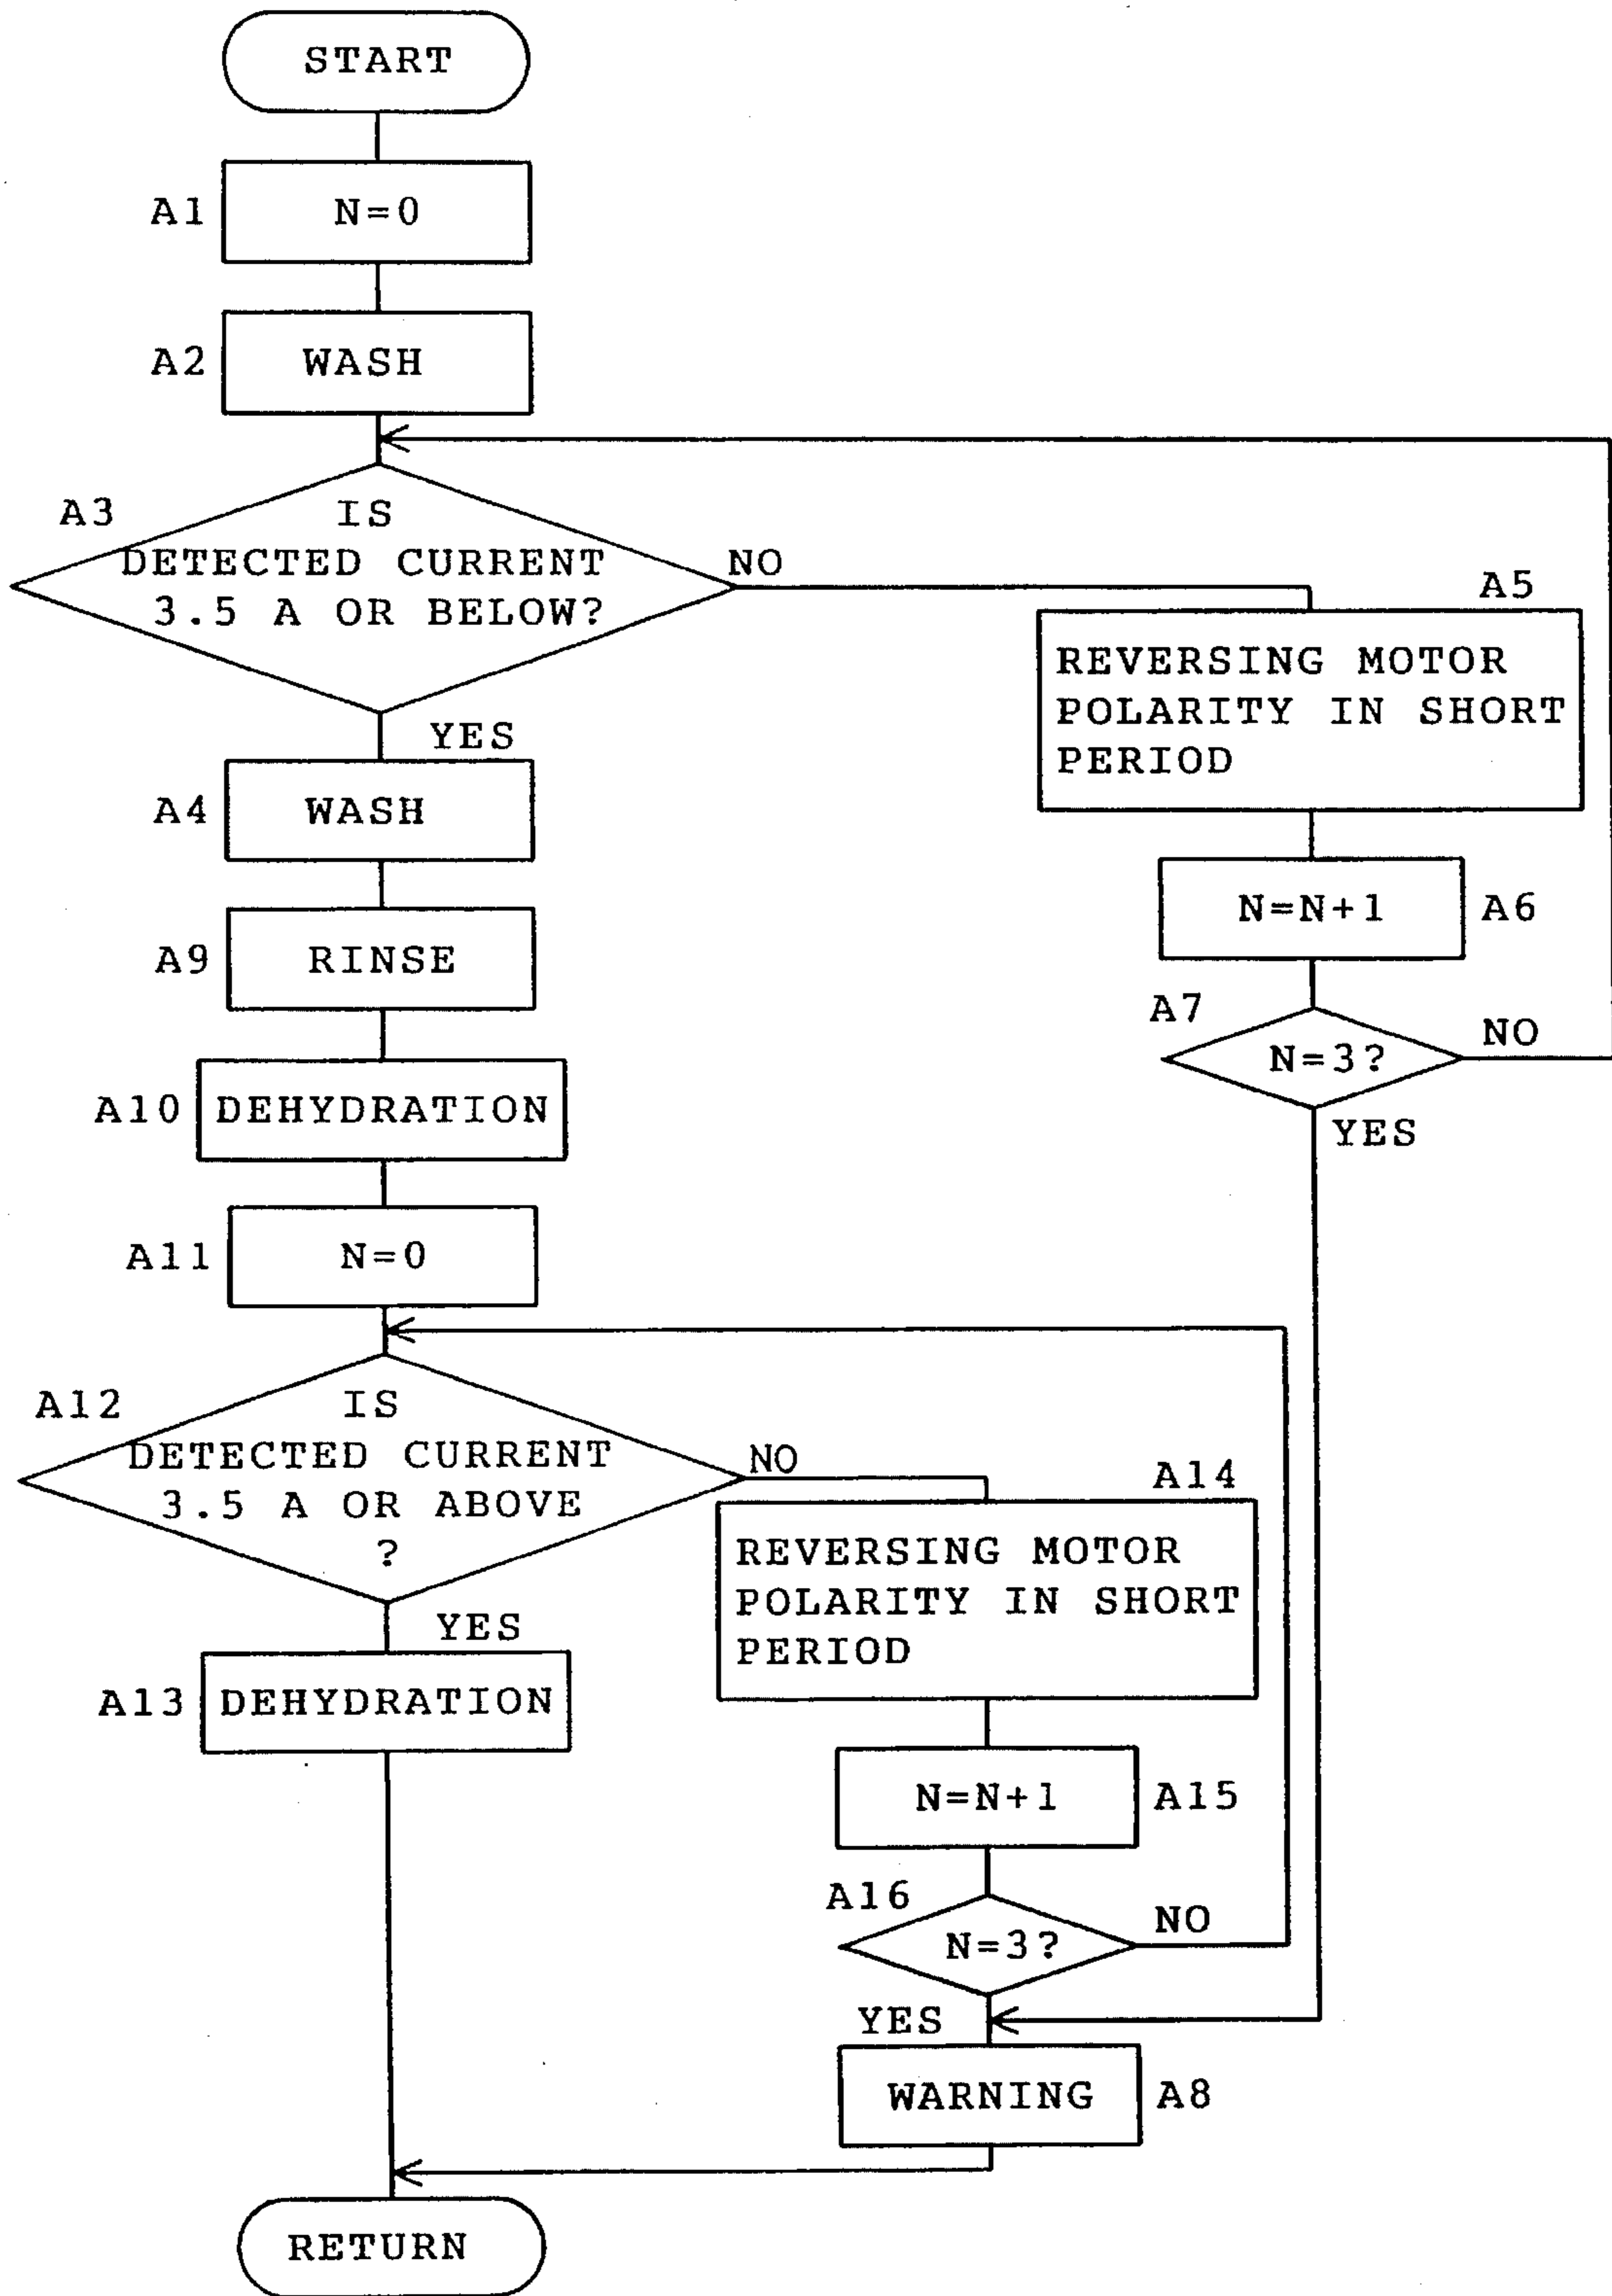 START
A1
N=0
A2
WASH
A3
IS
DETECTED CURRENT
3.5 A OR BELOW?
NO
YES
A5
REVERSING MOTOR
POLARITY IN SHORT
PERIOD
A4
WASH
N=N+1
A6
A9
RINSE
A7
N=3?
NO
YES
A10
DEHYDRATION
A11
N=0
A12
IS
DETECTED CURRENT
3.5 A OR ABOVE
?
NO
YES
A14
REVERSING MOTOR
POLARITY IN SHORT
PERIOD
A13
DEHYDRATION
N=N+1
A15
A16
N=3?
NO
YES
WARNING
A8
RETURN